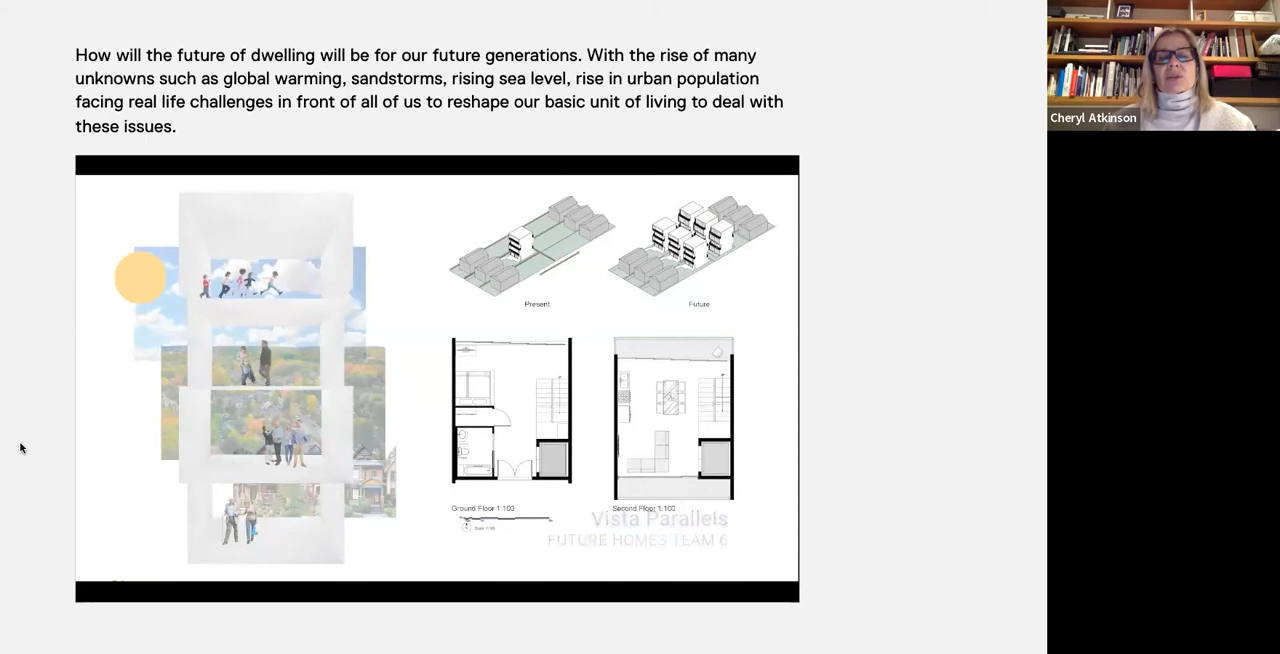 How will the future of dwelling will be for our future generations. With the rise of many
unknowns such as global warming, sandstorms, rising sea level, rise in urban population
facing real life challenges in front of all of us to reshape our basic unit of living to deal with
these issues.
Cheryl Atkinson
Present
Future
Ground Floor 1:100
Second Floor 1:100
Vista Parallels
FUTURE HOMES TEAM 6